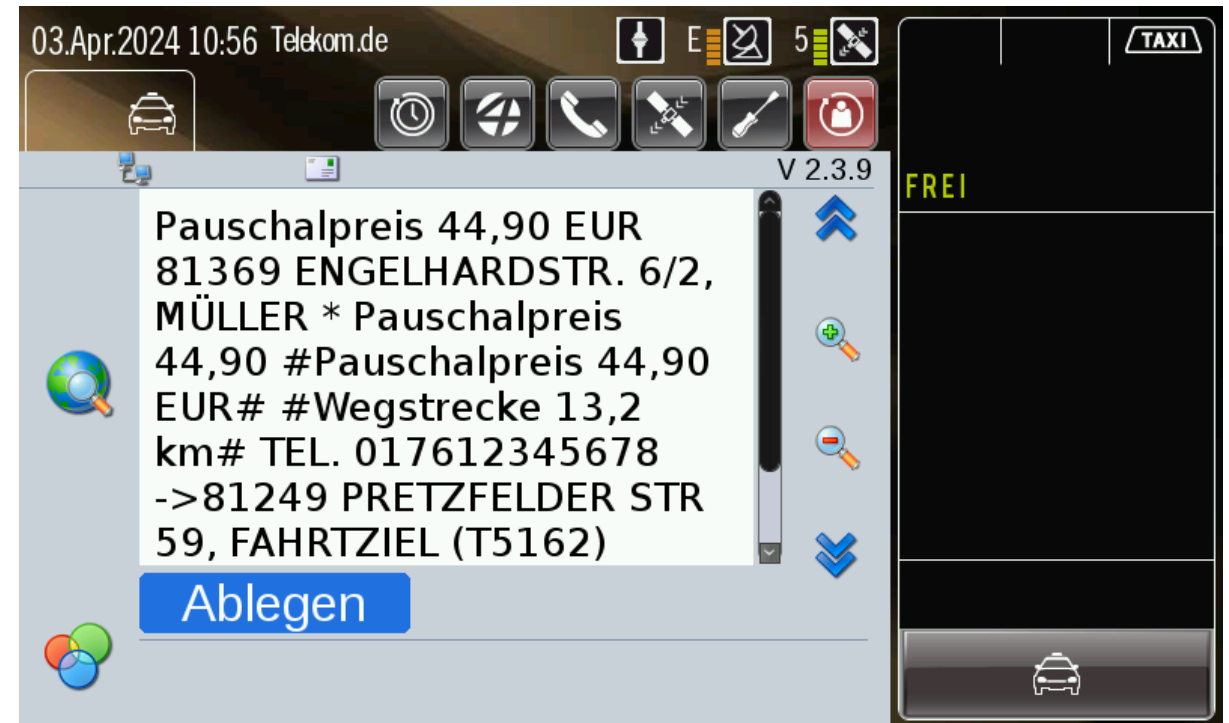 03.Apr.2024 10:56 Telekom.de
E
5
TAXI
V 2.3.9
FREI
Pauschalpreis 44,90 EUR
81369 ENGELHARDSTR. 6/2,
MÜLLER * Pauschalpreis
44,90 #Pauschalpreis 44,90
EUR# #Wegstrecke 13,2
km# TEL. 017612345678
->81249 PRETZFELDER STR
59, FAHRTZIEL (T5162)
Ablegen